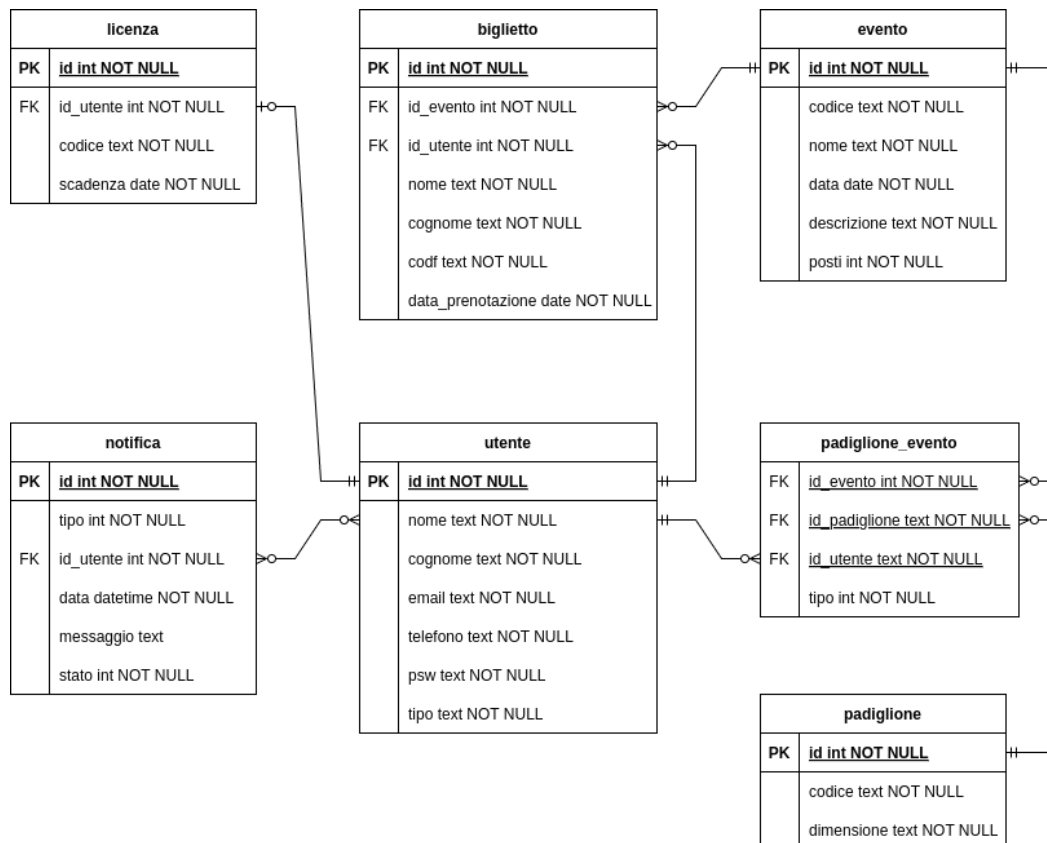 licenza
PK id int NOT NULL
FK id_utente int NOT NULL
codice text NOT NULL
scadenza date NOT NULL
biglietto
PK id int NOT NULL
FK id_evento int NOT NULL
FK id_utente int NOT NULL
nome text NOT NULL
cognome text NOT NULL
codf text NOT NULL
data_prenotazione date NOT NULL
evento
PK id int NOT NULL
codice text NOT NULL
nome text NOT NULL
data date NOT NULL
descrizione text NOT NULL
posti int NOT NULL
notifica
PK id int NOT NULL
tipo int NOT NULL
FK id_utente int NOT NULL
data datetime NOT NULL
messaggio text
stato int NOT NULL
utente
PK id int NOT NULL
nome text NOT NULL
cognome text NOT NULL
email text NOT NULL
telefono text NOT NULL
psw text NOT NULL
tipo text NOT NULL
padiglione_evento
FK id_evento int NOT NULL
FK id_padiglione text NOT NULL
FK id_utente text NOT NULL
tipo int NOT NULL
padiglione
PK id int NOT NULL
codice text NOT NULL
dimensione text NOT NULL